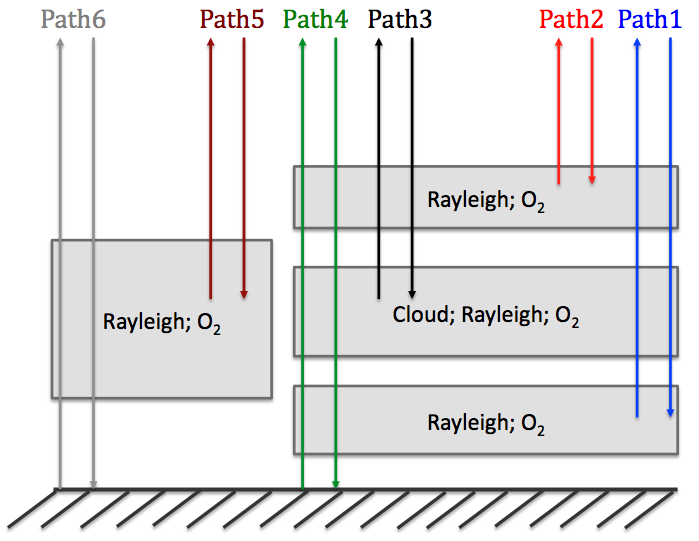 Path6 Path5 Path4 Path3 Path2 Path1
Rayleigh; O₂
Cloud; Rayleigh; O₂
Rayleigh; O₂
Rayleigh; O₂